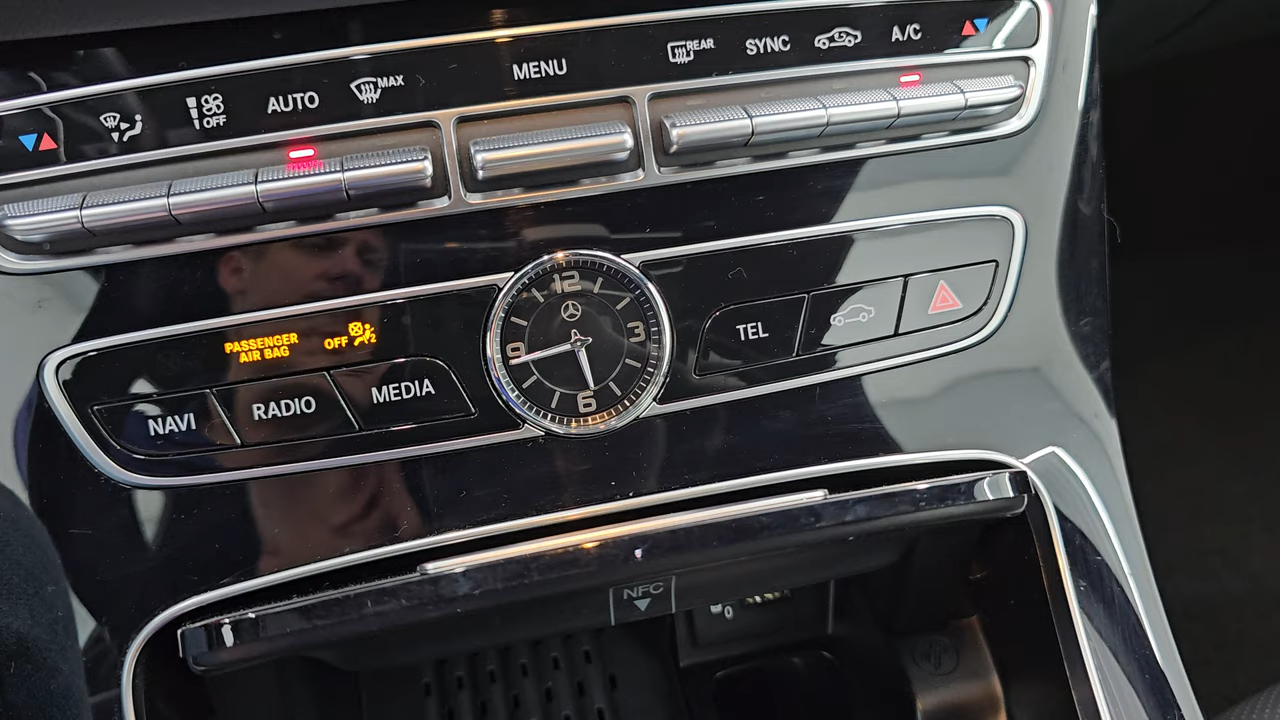 REAR
SYNC
A/C
MENU
MAX
AUTO
OFF
12
3
6
9
PASSENGER
AIR BAG
OFF
2
TEL
MEDIA
RADIO
NAVI
NFC